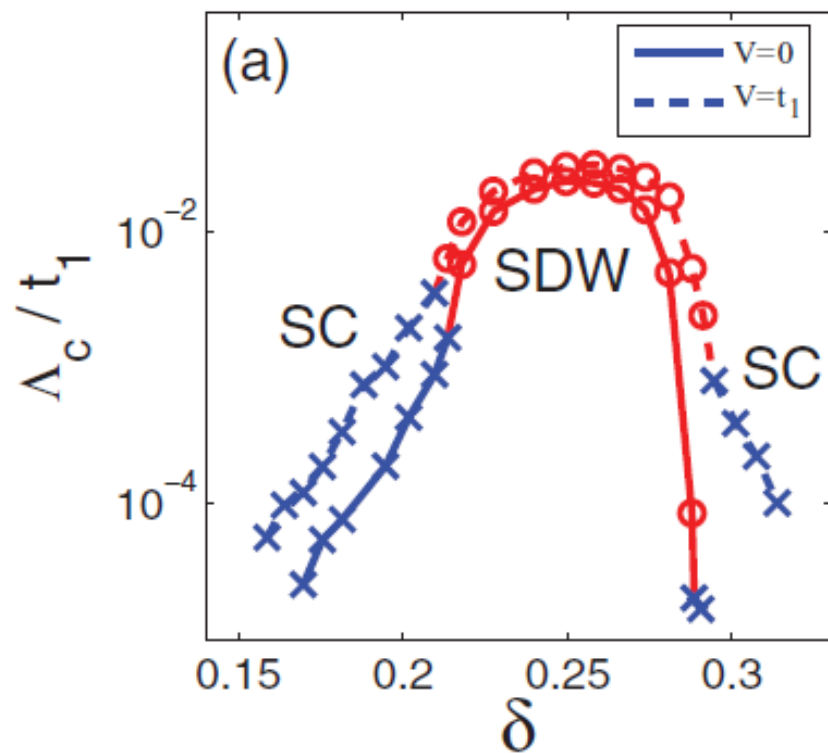 (a)
V=0
V=t₁
10⁻²
10⁻⁴
Λc / t₁
SC
SDW
SC
0.15
0.2
0.25
0.3
δ